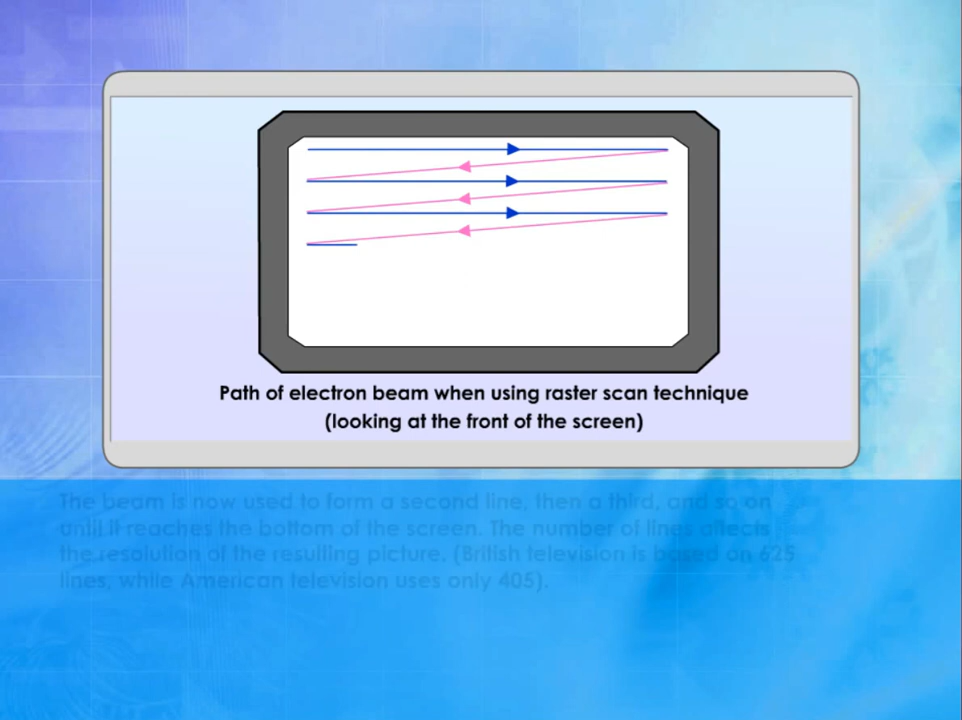 Path of electron beam when using raster scan technique
(looking at the front of the screen)
The beam is now used to form a second line, then a third, and so on
until it reaches the bottom of the screen. The number of lines affects
the resolution of the resulting picture. (British television is based on 625
lines, while American television uses only 405).